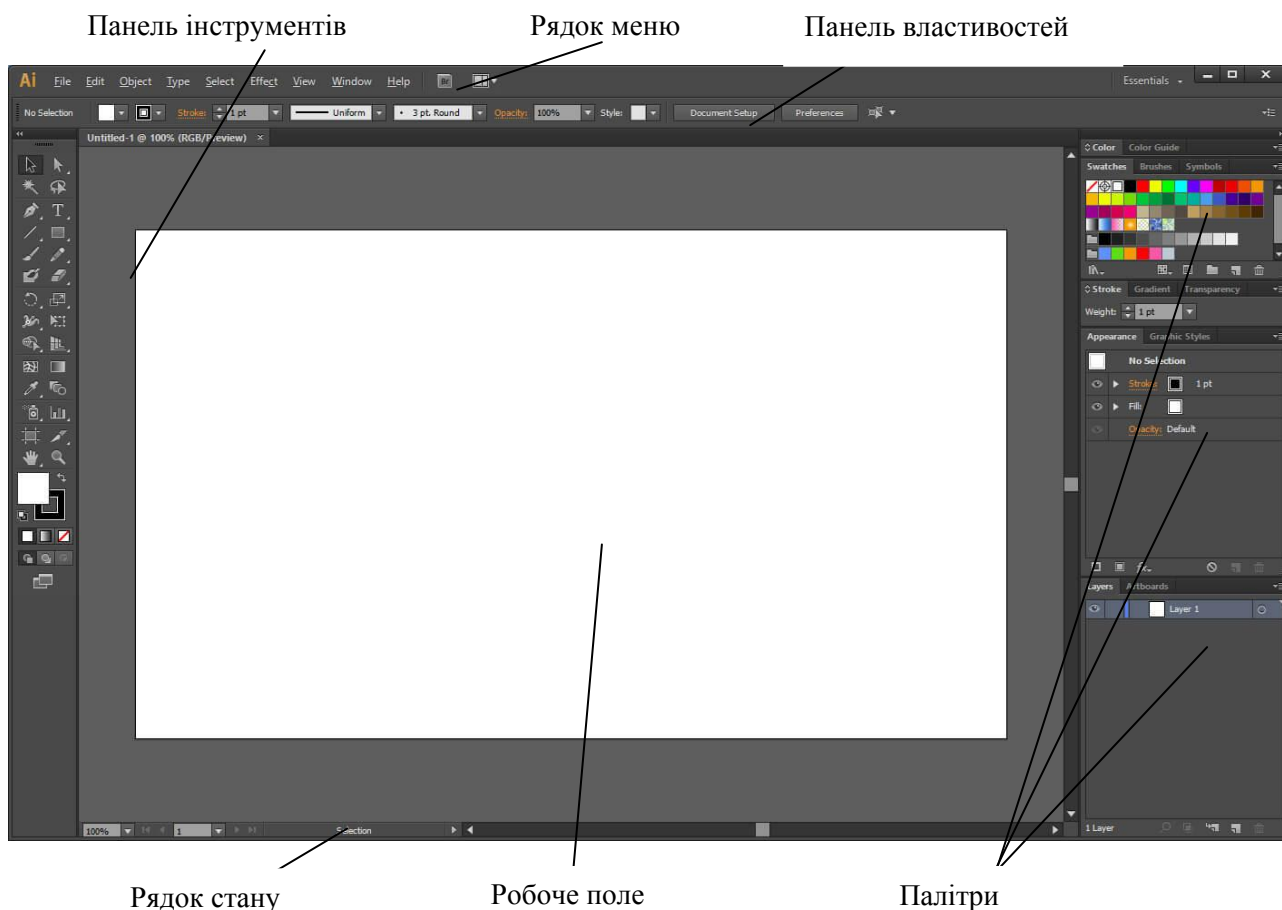 Панель інструментів Рядок меню Панель властивостей
Ai File Edit Object Type Select Effect View Window Help Br Essentials
No Selection Stroke: 1 pt Uniform 3 pt. Round Opacity: 100% Style: Document Setup Preferences
Untitled-1 @ 100% (RGB/Preview) ×
Color Color Guide
Swatches Brushes Symbols
Stroke Gradient Transparency
Weight: 1 pt
Appearance Graphic Styles
No Selection
Stroke: 1 pt
Fill:
Opacity: Default
fx
Layers Artboards
Layer 1
100% 1 Selection
1 Layer
Рядок стану Робоче поле Палітри